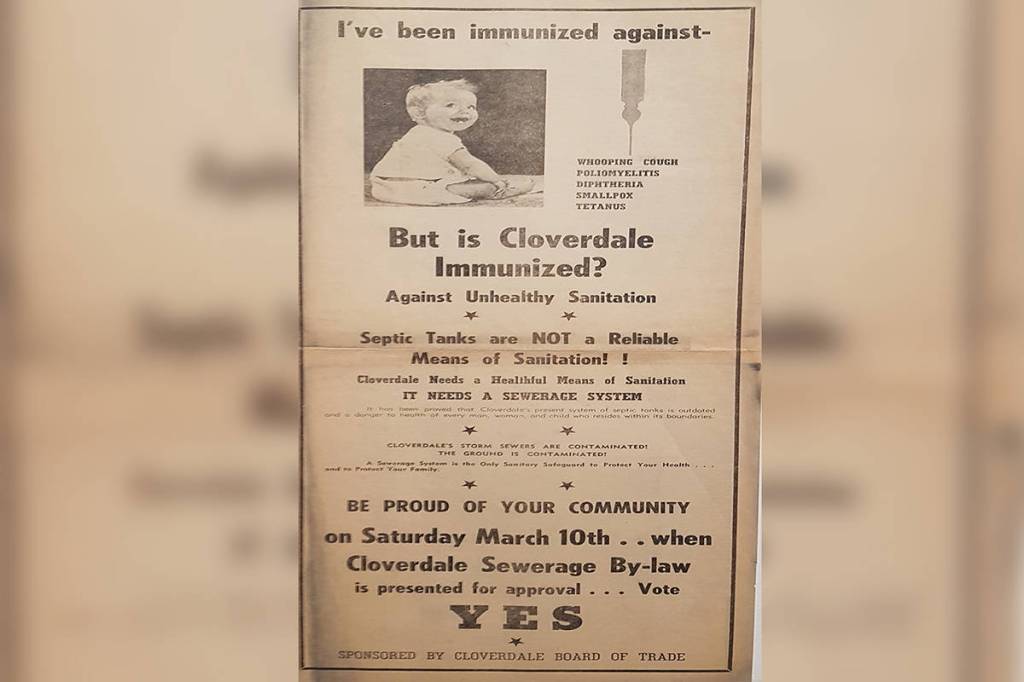 I've been immunized against-
WHOOPING COUGH
POLIOMYELITIS
DIPHTHERIA
SMALLPOX
TETANUS
But is Cloverdale
Immunized?
Against Unhealthy Sanitation
Septic Tanks are NOT a Reliable
Means of Sanitation! !
Cloverdale Needs a Healthful Means of Sanitation
IT NEEDS A SEWERAGE SYSTEM
It has been proved that Cloverdale's present system of septic tanks is outdated
and a danger to health of every man, woman, and child who resides within its boundaries.
CLOVERDALE'S STORM SEWERS ARE CONTAMINATED!
THE GROUND IS CONTAMINATED!
A Sewerage System is the Only Sanitary Safeguard to Protect Your Health . . .
and to Protect Your Family.
BE PROUD OF YOUR COMMUNITY
on Saturday March 10th . . when
Cloverdale Sewerage By-law
is presented for approval . . . Vote
YES
SPONSORED BY CLOVERDALE BOARD OF TRADE